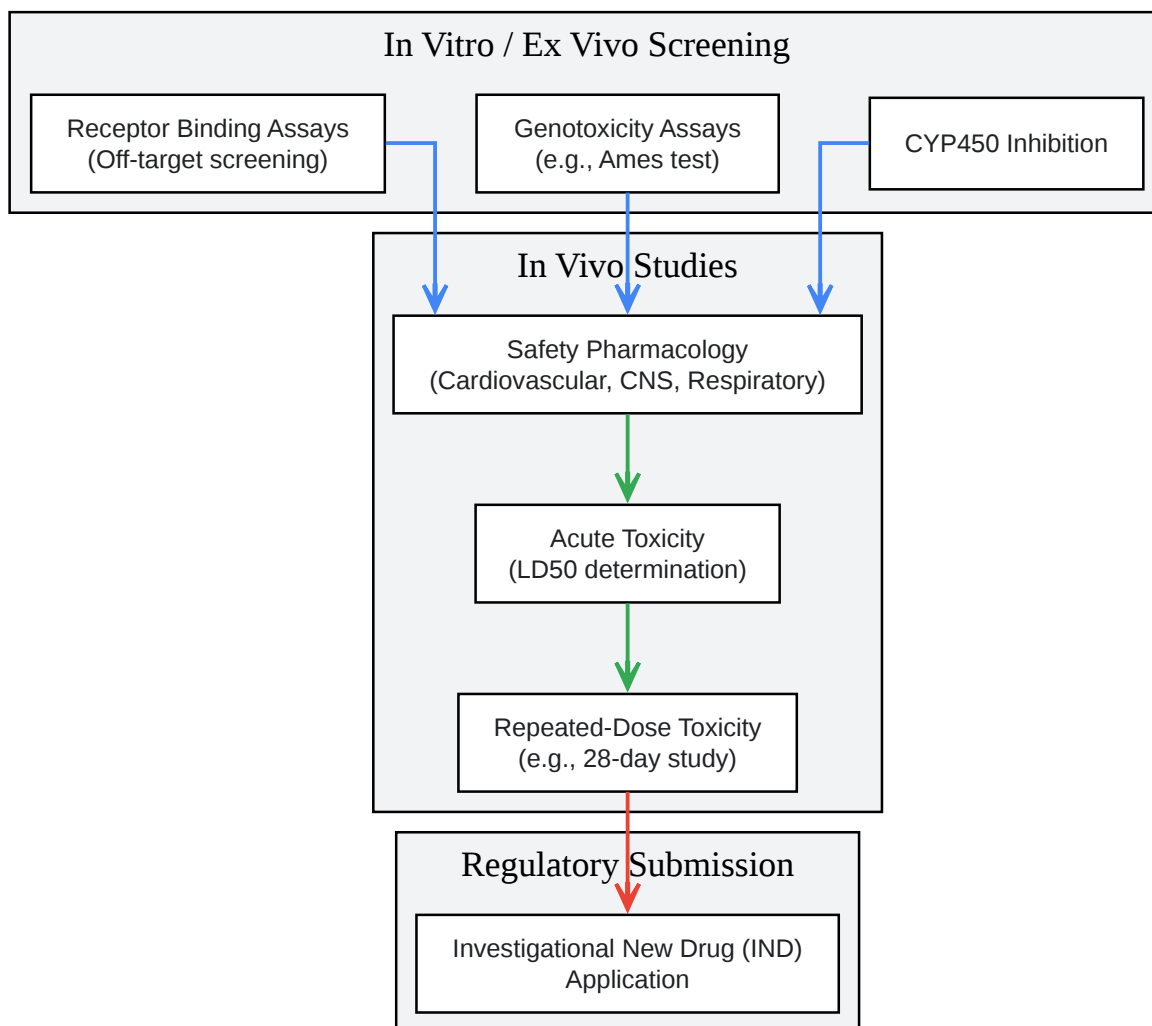 In Vitro / Ex Vivo Screening
Receptor Binding Assays
(Off-target screening)
Genotoxicity Assays
(e.g., Ames test)
CYP450 Inhibition
In Vivo Studies
Safety Pharmacology
(Cardiovascular, CNS, Respiratory)
Acute Toxicity
(LD50 determination)
Repeated-Dose Toxicity
(e.g., 28-day study)
Regulatory Submission
Investigational New Drug (IND)
Application